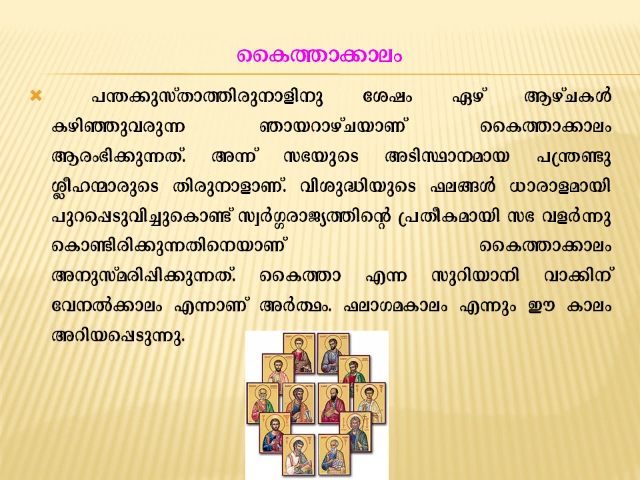 കൈത്താക്കാലം
പന്തക്കുസ്താത്തിരുനാളിനു ശേഷം ഏഴ് ആഴ്ചകൾ
കഴിഞ്ഞുവരുന്ന ഞായറാഴ്ചയാണ് കൈത്താക്കാലം
ആരംഭിക്കുന്നത്. അന്ന് സഭയുടെ അടിസ്ഥാനമായ പന്ത്രണ്ടു
ശ്ലീഹന്മാരുടെ തിരുനാളാണ്. വിശുദ്ധിയുടെ ഫലങ്ങൾ ധാരാളമായി
പുറപ്പെടുവിച്ചുകൊണ്ട് സ്വർഗ്ഗരാജ്യത്തിന്റെ പ്രതീകമായി സഭ വളർന്നു
കൊണ്ടിരിക്കുന്നതിനെയാണ് കൈത്താക്കാലം
അനുസ്മരിപ്പിക്കുന്നത്. കൈത്താ എന്ന സുറിയാനി വാക്കിന്
വേനൽക്കാലം എന്നാണ് അർത്ഥം. ഫലാഗമകാലം എന്നും ഈ കാലം
അറിയപ്പെടുന്നു.